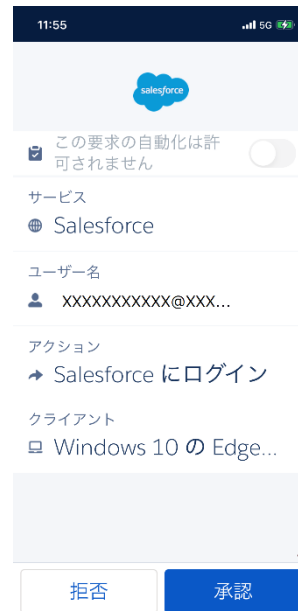 11:55
5G
salesforce
この要求の自動化は許
可されません
サービス
Salesforce
ユーザー名
XXXXXXXXXXX@XXX...
アクション
Salesforce にログイン
クライアント
Windows 10 の Edge...
拒否
承認